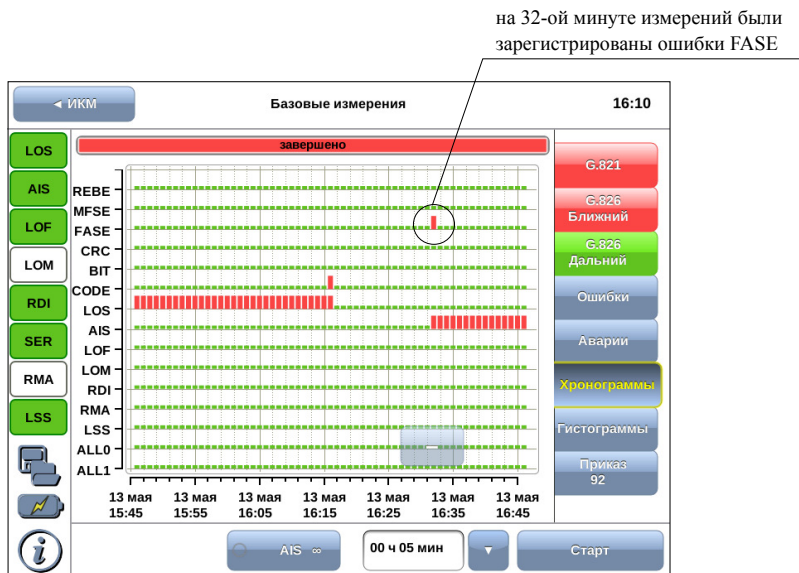 на 32-ой минуте измерений были
зарегистрированы ошибки FASE
ИКМ
Базовые измерения
16:10
завершено
LOS
AIS
LOF
LOM
RDI
SER
RMA
LSS
REBE
MFSE
FASE
CRC
BIT
CODE
LOS
AIS
LOF
LOM
RDI
RMA
LSS
ALL0
ALL1
13 мая 13 мая 13 мая 13 мая 13 мая 13 мая 13 мая
15:45 15:55 16:05 16:15 16:25 16:35 16:45
G.821
G.826
Ближний
G.826
Дальний
Ошибки
Аварии
Хронограммы
Гистограммы
Приказ
92
i
AIS ∞
00 ч 05 мин
Старт